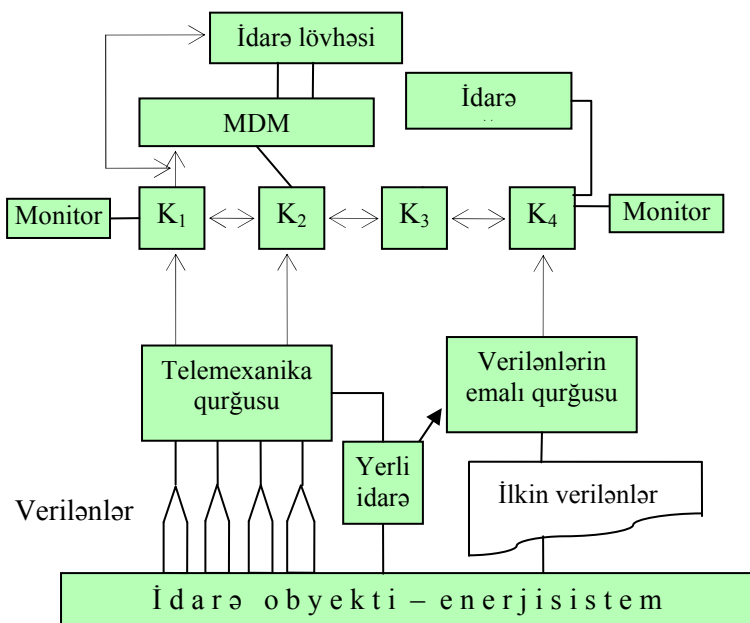 İdarə lövhəsi
İdarə
MDM
Monitor
K1
K2
K3
K4
Monitor
Telemexanika
qurğusu
Verilənlərin
emalı qurğusu
Yerli
idarə
Verilənlər
İlkin verilənlər
İdarə obyekti – enerjisistem